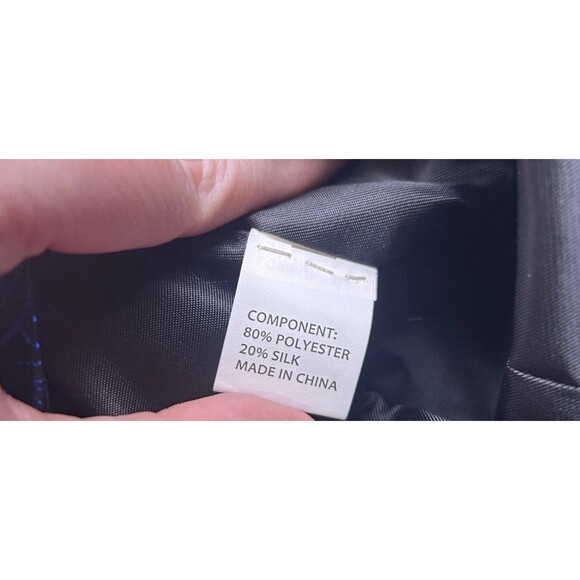 COMPONENT:
80% POLYESTER
20% SILK
MADE IN CHINA